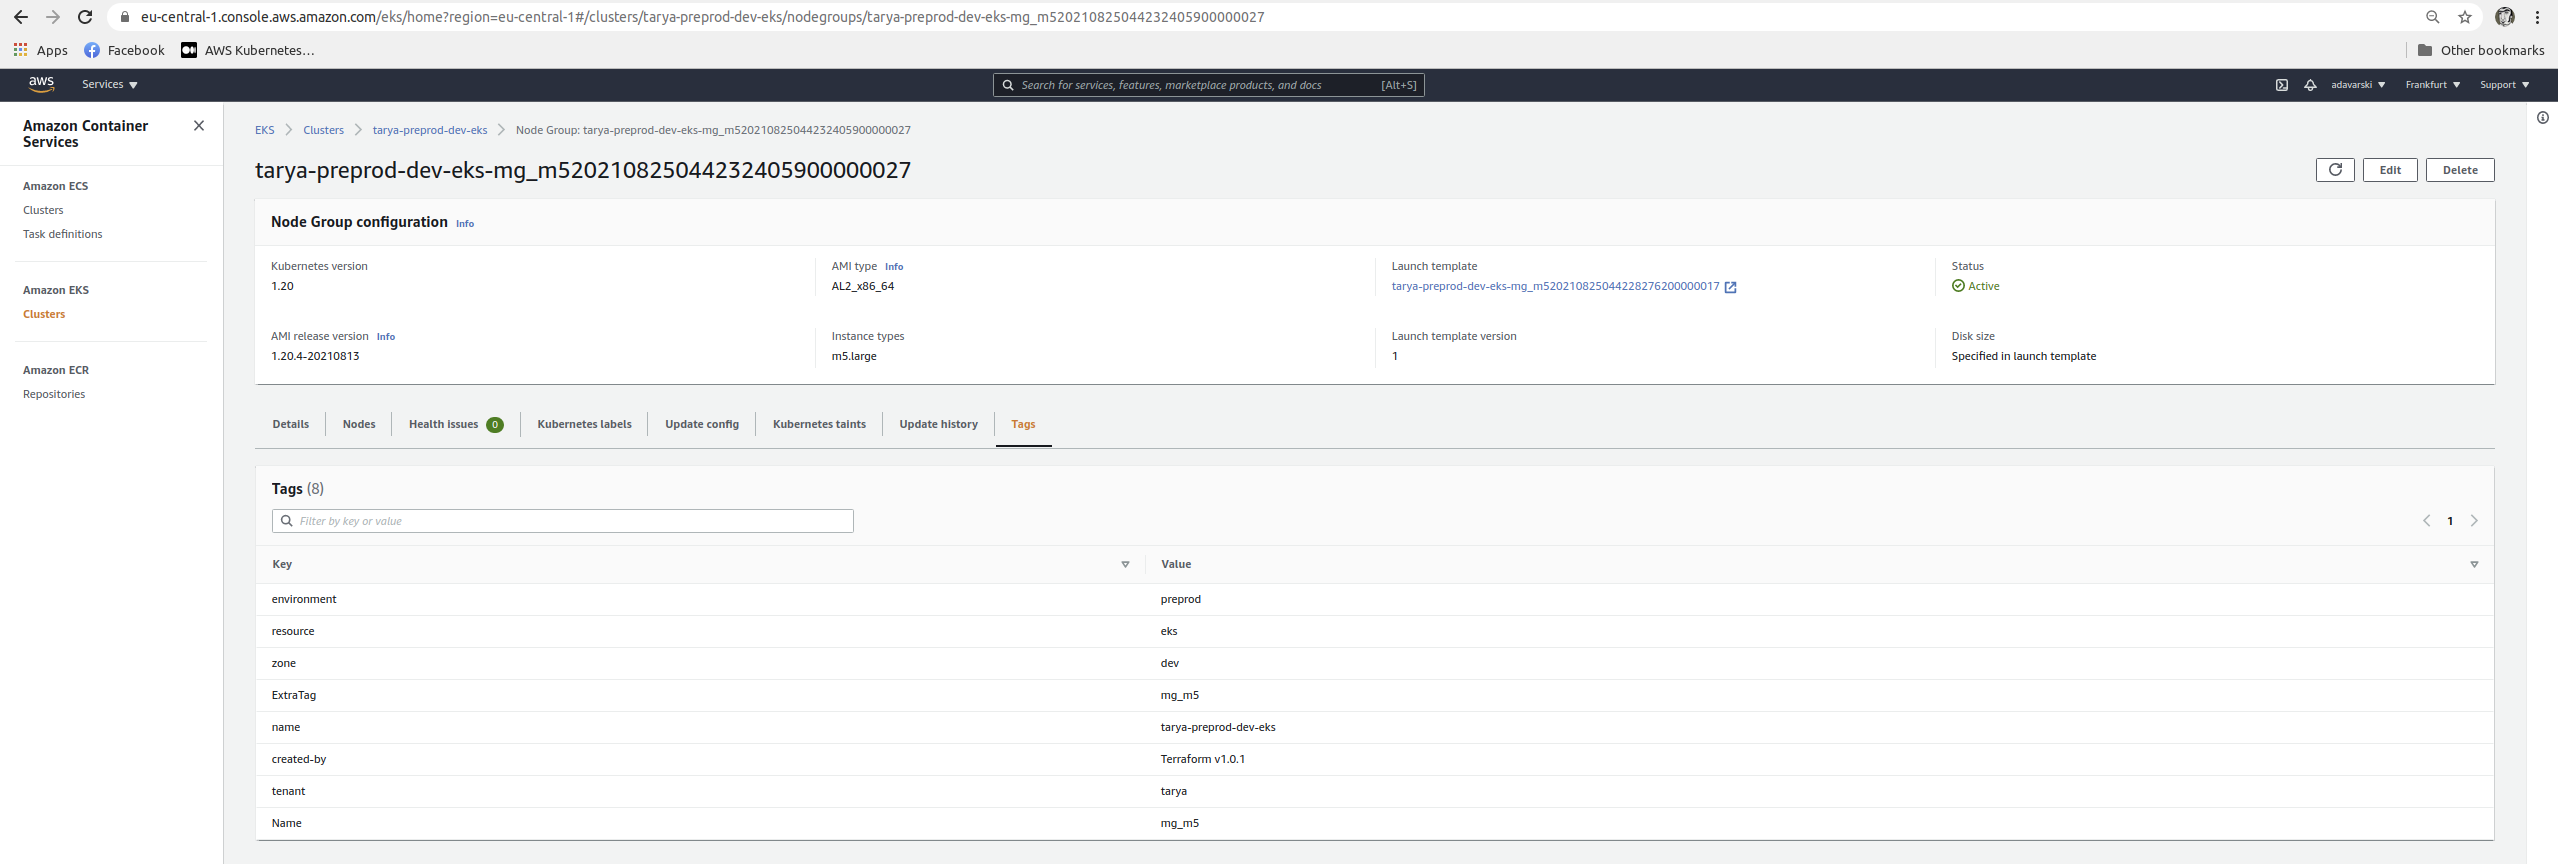 eu-central-1.console.aws.amazon.com/eks/home?region=eu-central-1#/clusters/tarya-preprod-dev-eks/nodegroups/tarya-preprod-dev-eks-mg_m520210825044232405900000027
Apps Facebook AWS Kubernetes... Other bookmarks
aws Services Search for services, features, marketplace products, and docs [Alt+S] adavarski Frankfurt Support
Amazon Container Services
Amazon ECS
Clusters
Task definitions
Amazon EKS
Clusters
Amazon ECR
Repositories
EKS Clusters tarya-preprod-dev-eks Node Group: tarya-preprod-dev-eks-mg_m520210825044232405900000027
tarya-preprod-dev-eks-mg_m520210825044232405900000027 Edit Delete
Node Group configuration Info
Kubernetes version AMI type Info Launch template Status
1.20 AL2_x86_64 tarya-preprod-dev-eks-mg_m520210825044228276200000017 Active
AMI release version Info Instance types Launch template version Disk size
1.20.4-20210813 m5.large 1 Specified in launch template
Details Nodes Health issues 0 Kubernetes labels Update config Kubernetes taints Update history Tags
Tags (8)
Filter by key or value 1
Key Value
environment preprod
resource eks
zone dev
ExtraTag mg_m5
name tarya-preprod-dev-eks
created-by Terraform v1.0.1
tenant tarya
Name mg_m5